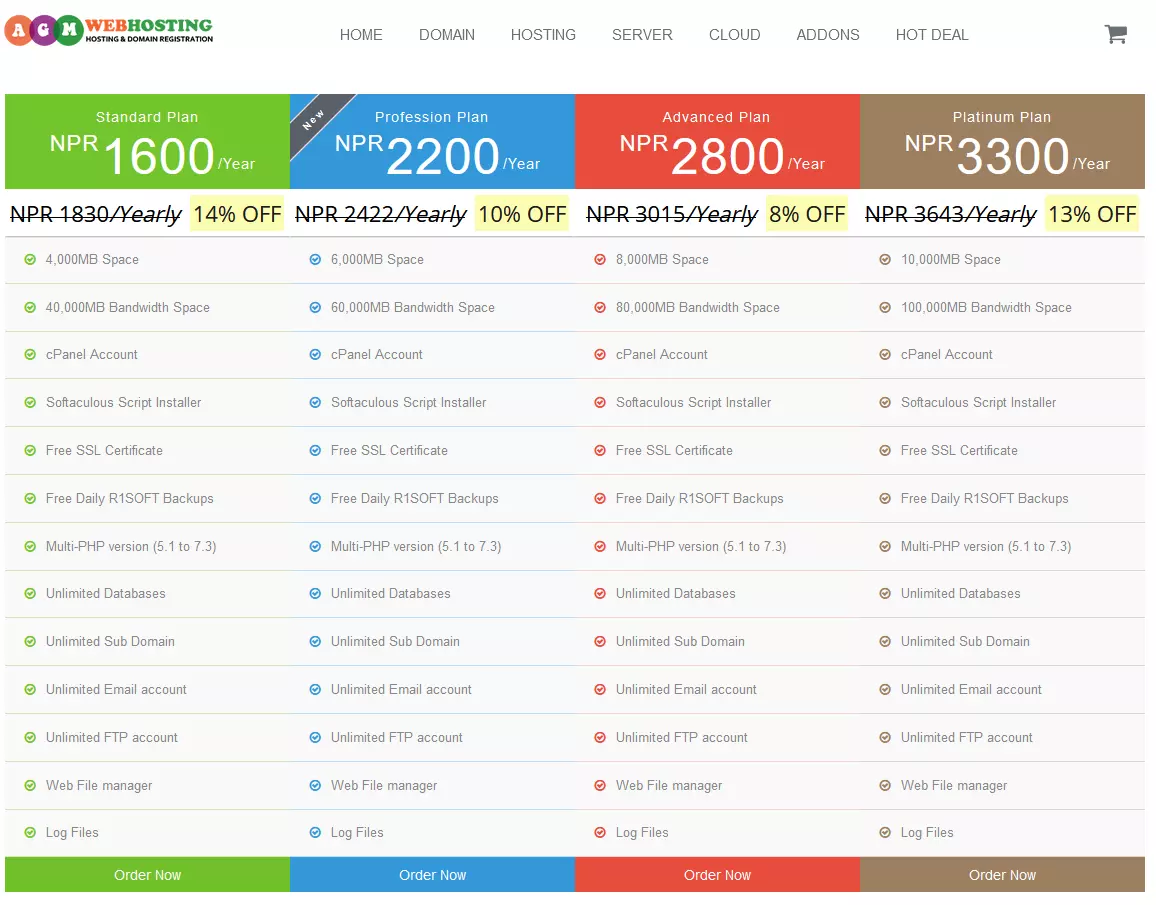 AGM WEBHOSTING
HOSTING & DOMAIN REGISTRATION
HOME DOMAIN HOSTING SERVER CLOUD ADDONS HOT DEAL
New
Standard Plan Profession Plan Advanced Plan Platinum Plan
NPR 1600 /Year NPR 2200 /Year NPR 2800 /Year NPR 3300 /Year
NPR 1830/Yearly 14% OFF NPR 2422/Yearly 10% OFF NPR 3015/Yearly 8% OFF NPR 3643/Yearly 13% OFF
4,000MB Space 6,000MB Space 8,000MB Space 10,000MB Space
40,000MB Bandwidth Space 60,000MB Bandwidth Space 80,000MB Bandwidth Space 100,000MB Bandwidth Space
cPanel Account cPanel Account cPanel Account cPanel Account
Softaculous Script Installer Softaculous Script Installer Softaculous Script Installer Softaculous Script Installer
Free SSL Certificate Free SSL Certificate Free SSL Certificate Free SSL Certificate
Free Daily R1SOFT Backups Free Daily R1SOFT Backups Free Daily R1SOFT Backups Free Daily R1SOFT Backups
Multi-PHP version (5.1 to 7.3) Multi-PHP version (5.1 to 7.3) Multi-PHP version (5.1 to 7.3) Multi-PHP version (5.1 to 7.3)
Unlimited Databases Unlimited Databases Unlimited Databases Unlimited Databases
Unlimited Sub Domain Unlimited Sub Domain Unlimited Sub Domain Unlimited Sub Domain
Unlimited Email account Unlimited Email account Unlimited Email account Unlimited Email account
Unlimited FTP account Unlimited FTP account Unlimited FTP account Unlimited FTP account
Web File manager Web File manager Web File manager Web File manager
Log Files Log Files Log Files Log Files
Order Now Order Now Order Now Order Now